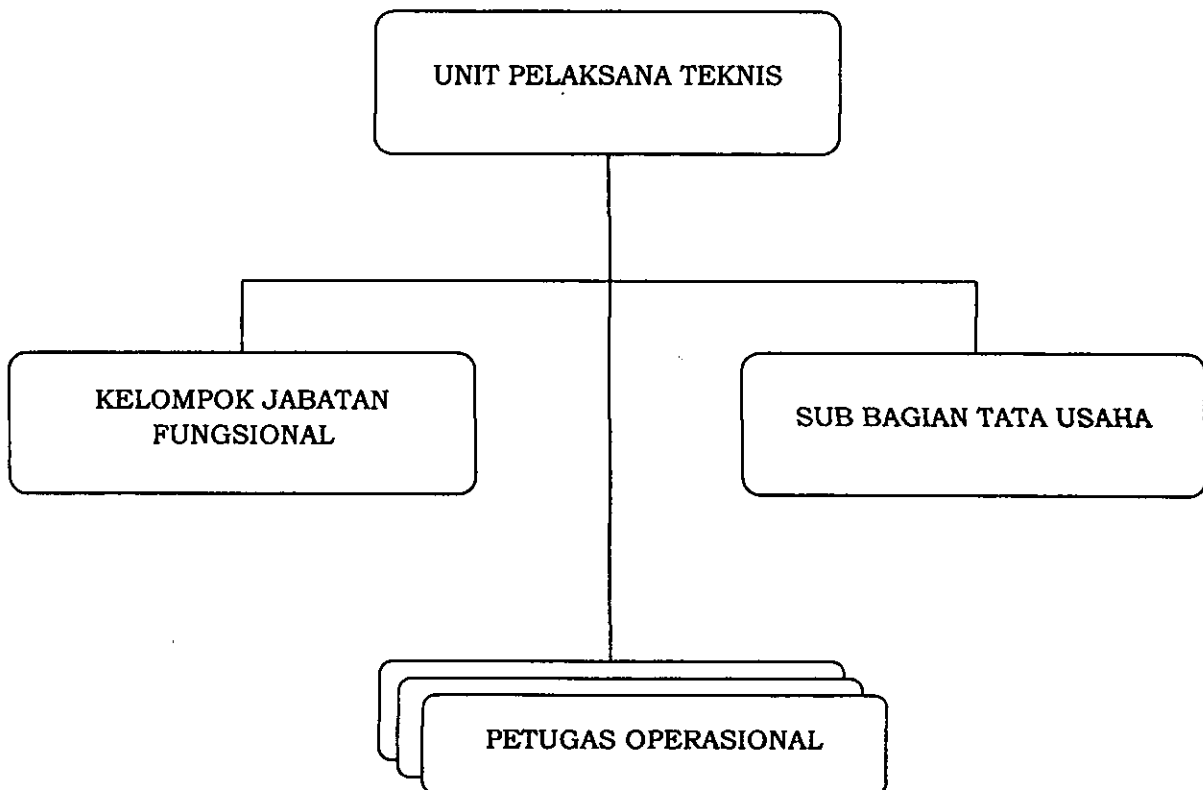 UNIT PELAKSANA TEKNIS
KELOMPOK JABATAN
FUNGSIONAL
SUB BAGIAN TATA USAHA
PETUGAS OPERASIONAL